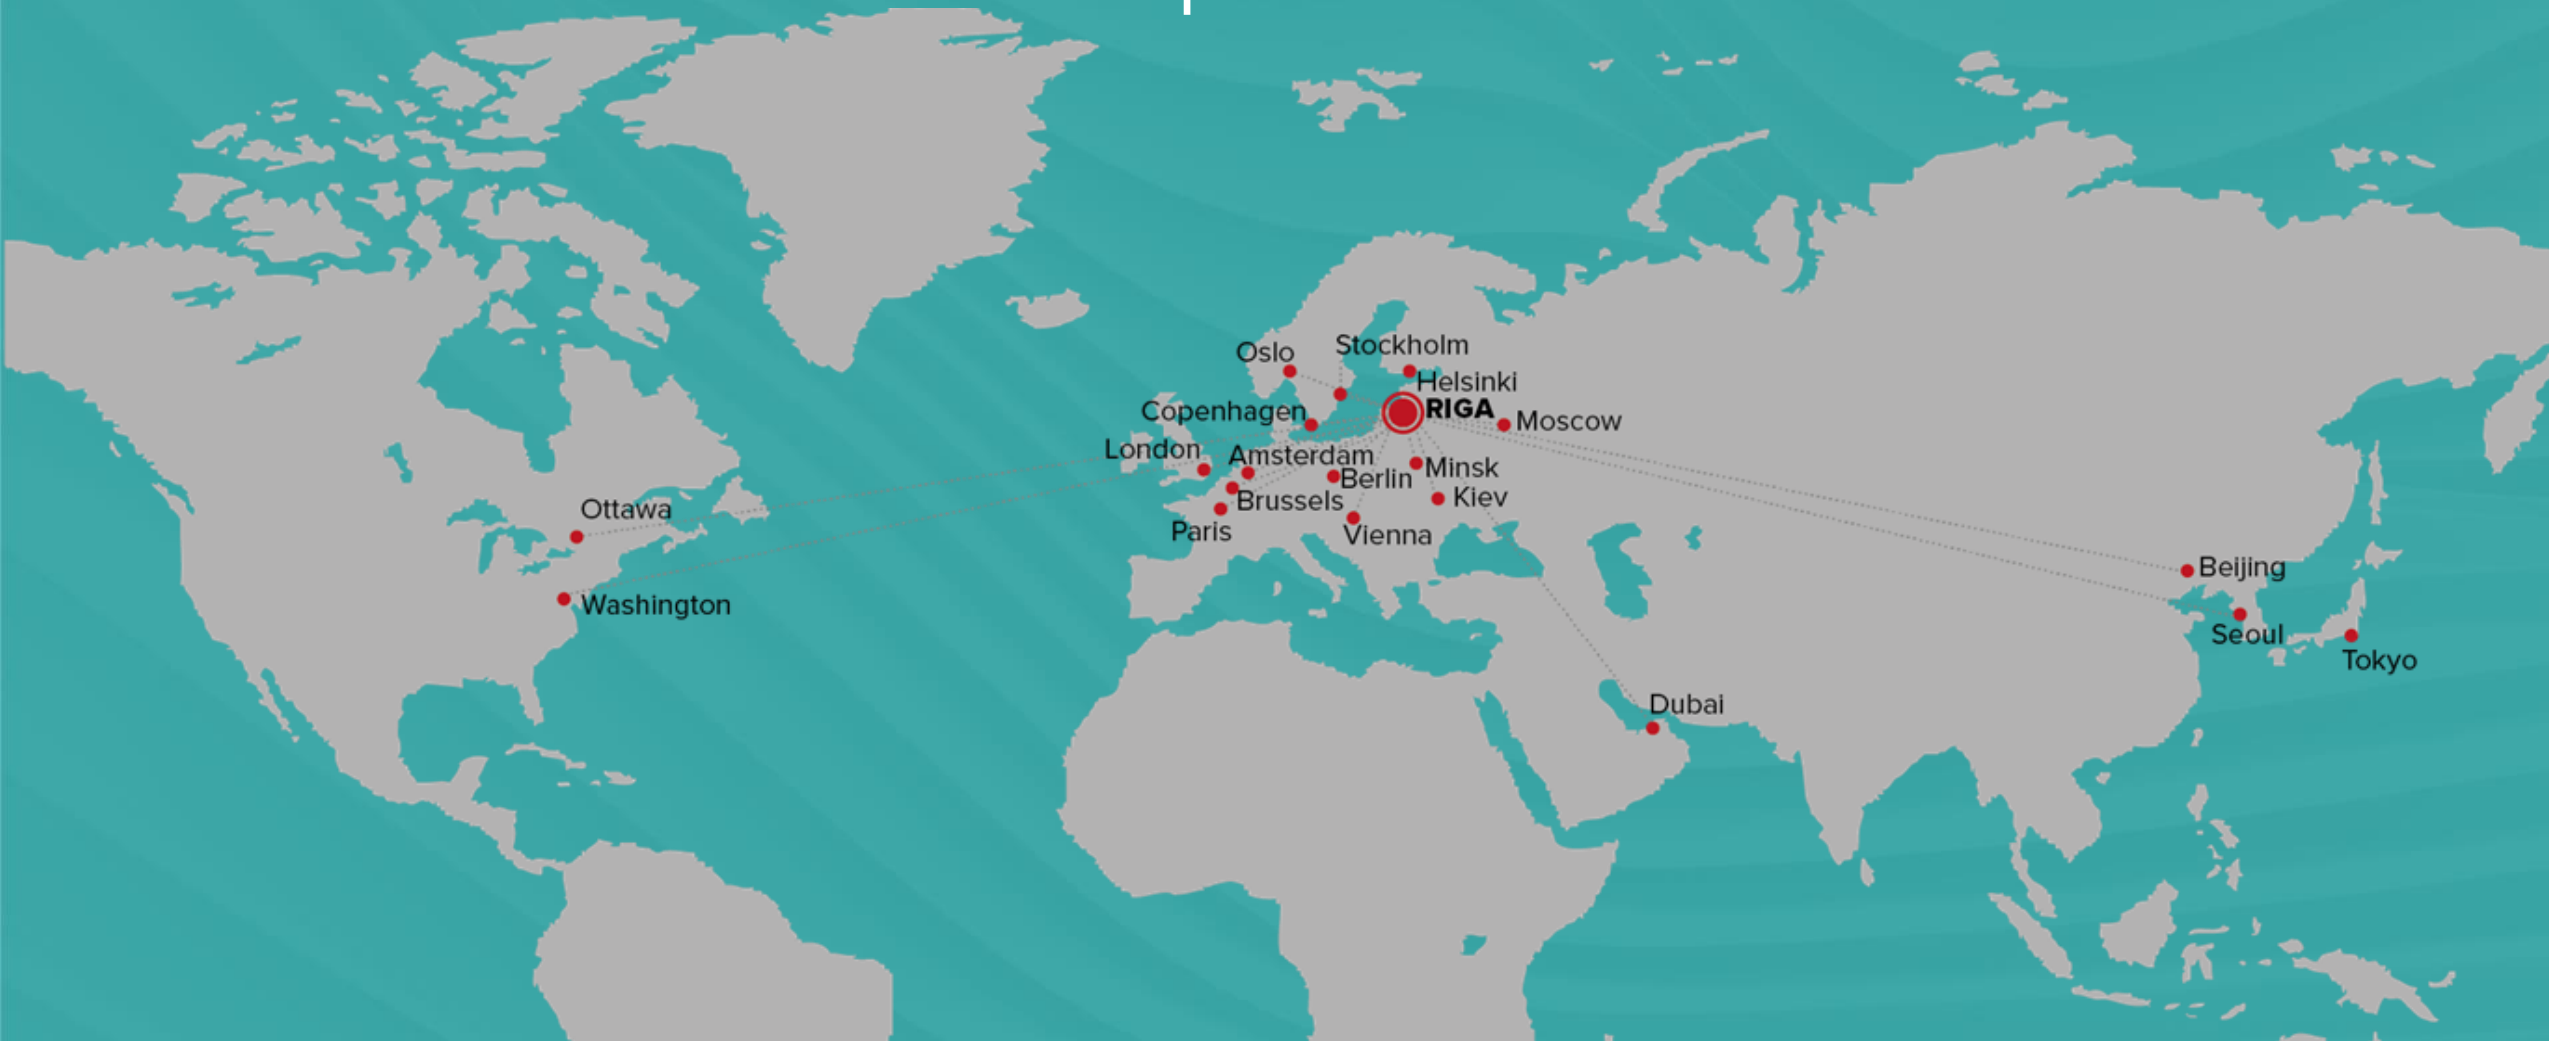 Stockholm
Oslo
Helsinki
RIGA
Copenhagen
Moscow
London
Amsterdam
Minsk
Berlin
Kiev
Brussels
Ottawa
Paris
Vienna
Beijing
Washington
Seoul
Tokyo
Dubai